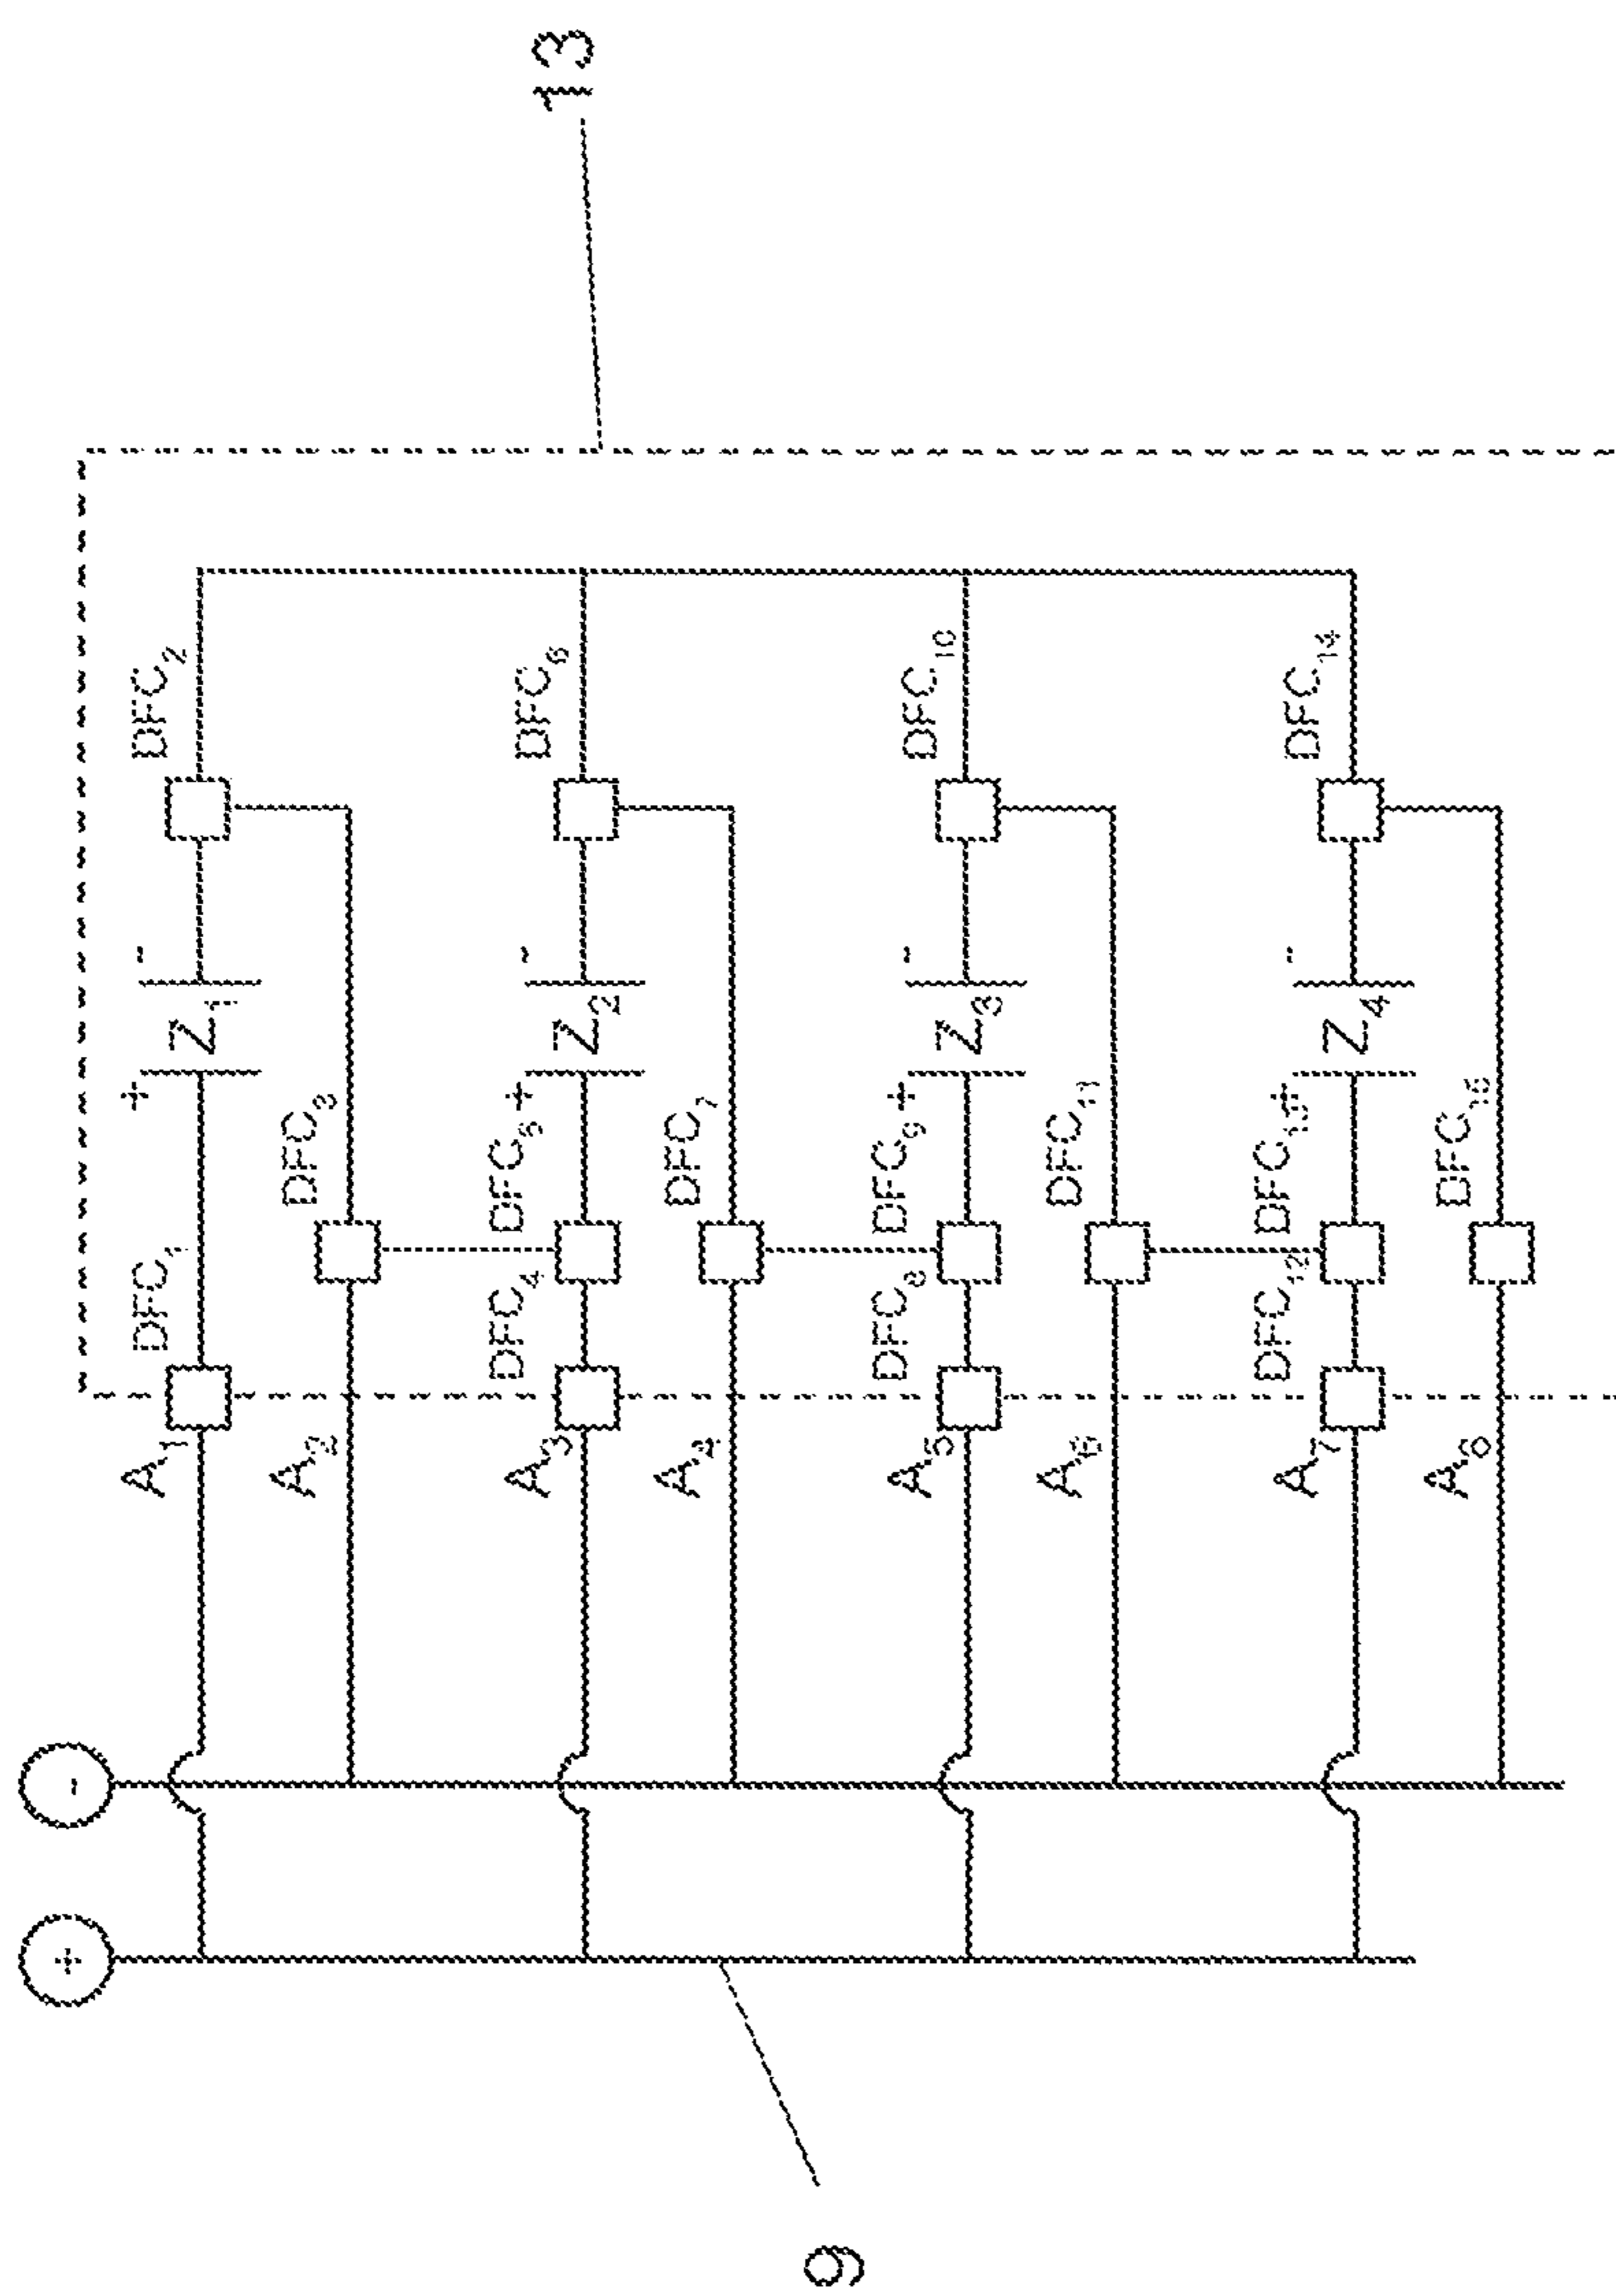 + -
A1 DFC1 + - DFC2
Z1
A2 DFC3
A3 DFC4 DFC5 + - DFC6
13
Z2
A4 DFC7
9
A5 DFC8 DFC9 + - DFC10
Z3
A6 DFC11
A7 DFC12 DFC13 + - DFC14
Z4
A8 DFC15